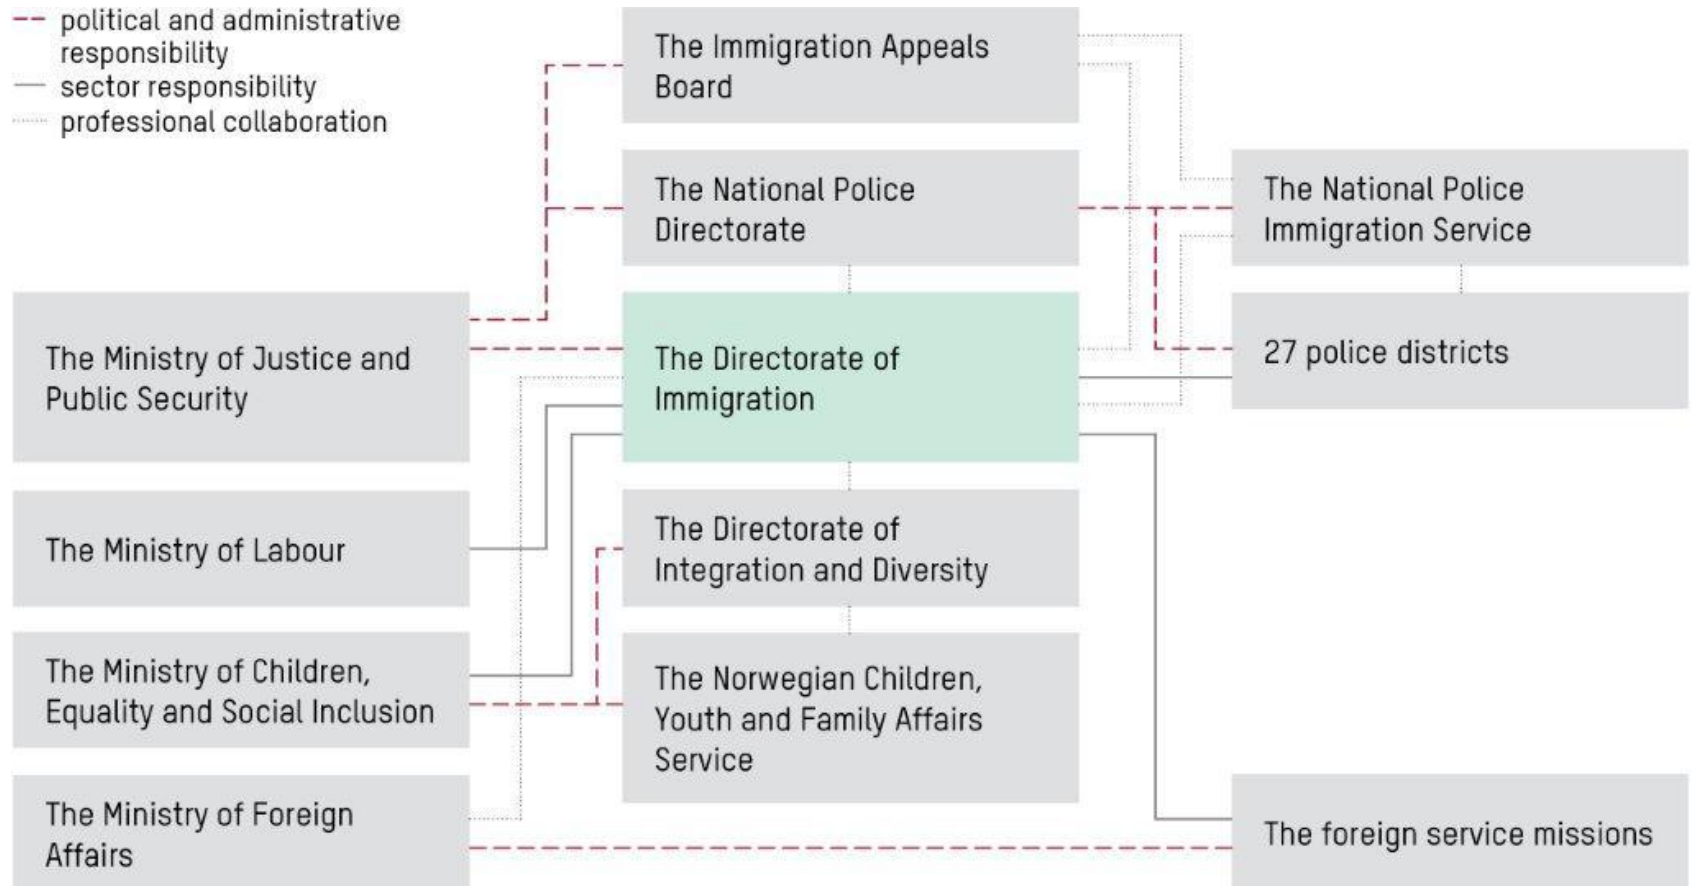 political and administrative
responsibility
sector responsibility
professional collaboration
The Immigration Appeals
Board
The National Police
Directorate
The National Police
Immigration Service
The Ministry of Justice and
Public Security
The Directorate of
Immigration
27 police districts
The Ministry of Labour
The Directorate of
Integration and Diversity
The Ministry of Children,
Equality and Social Inclusion
The Norwegian Children,
Youth and Family Affairs
Service
The Ministry of Foreign
Affairs
The foreign service missions